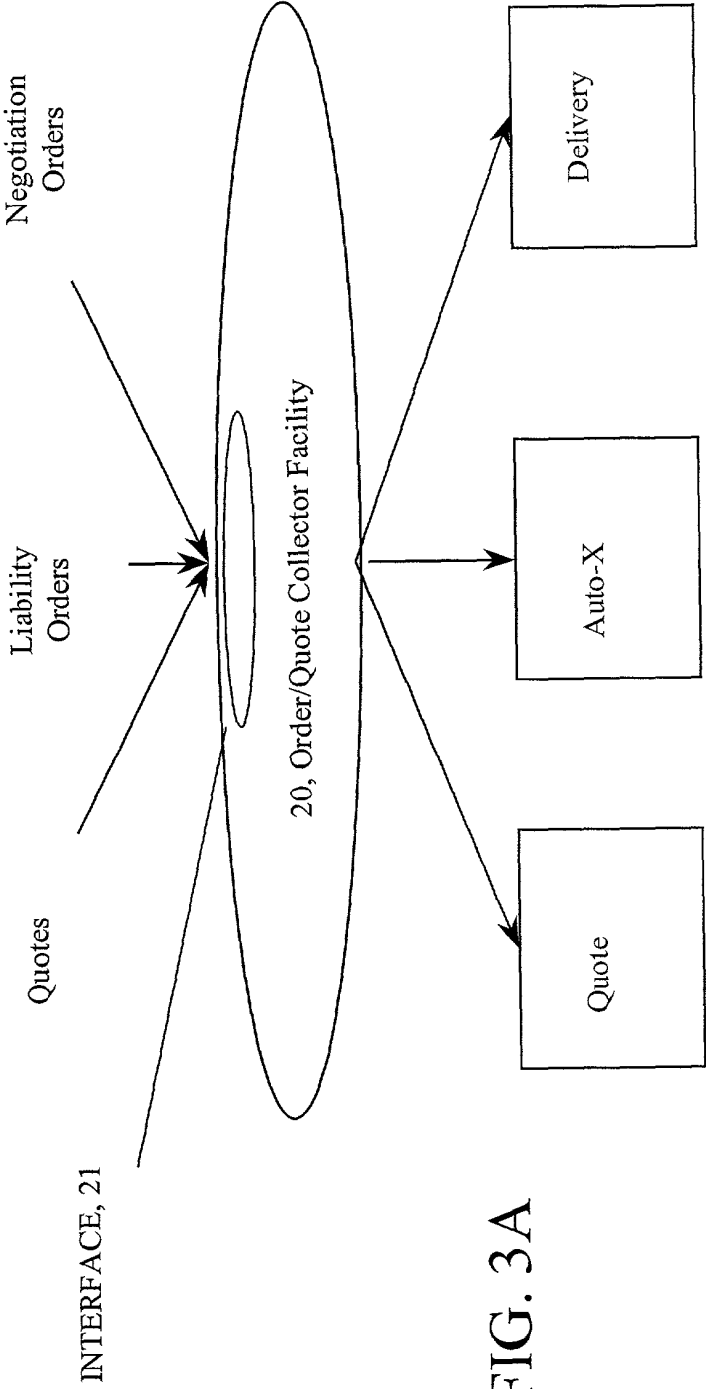 INTERFACE, 21
Quotes
Liability
Orders
Negotiation
Orders
20, Order/Quote Collector Facility
Quote
Auto-X
Delivery
FIG. 3A